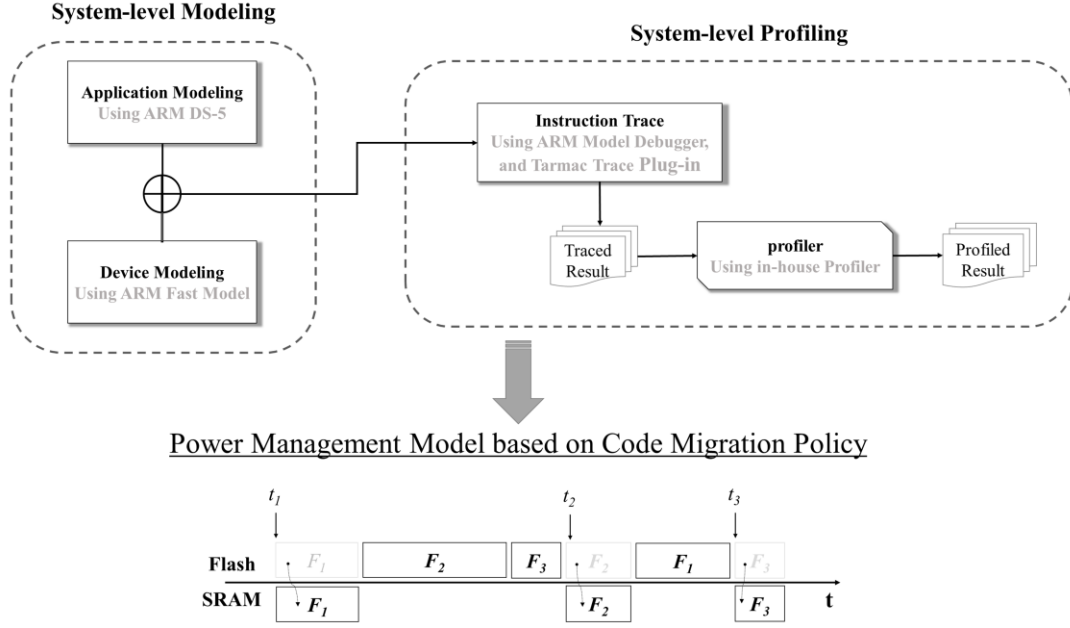 System-level Modeling
System-level Profiling
Application Modeling
Using ARM DS-5
Device Modeling
Using ARM Fast Model
Instruction Trace
Using ARM Model Debugger,
and Tarmac Trace Plug-in
Traced
Result
profiler
Using in-house Profiler
Profiled
Result
Power Management Model based on Code Migration Policy
t1 t2 t3
Flash F1 F2 F3 F2 F1 F3
SRAM F1 F2 F3 t